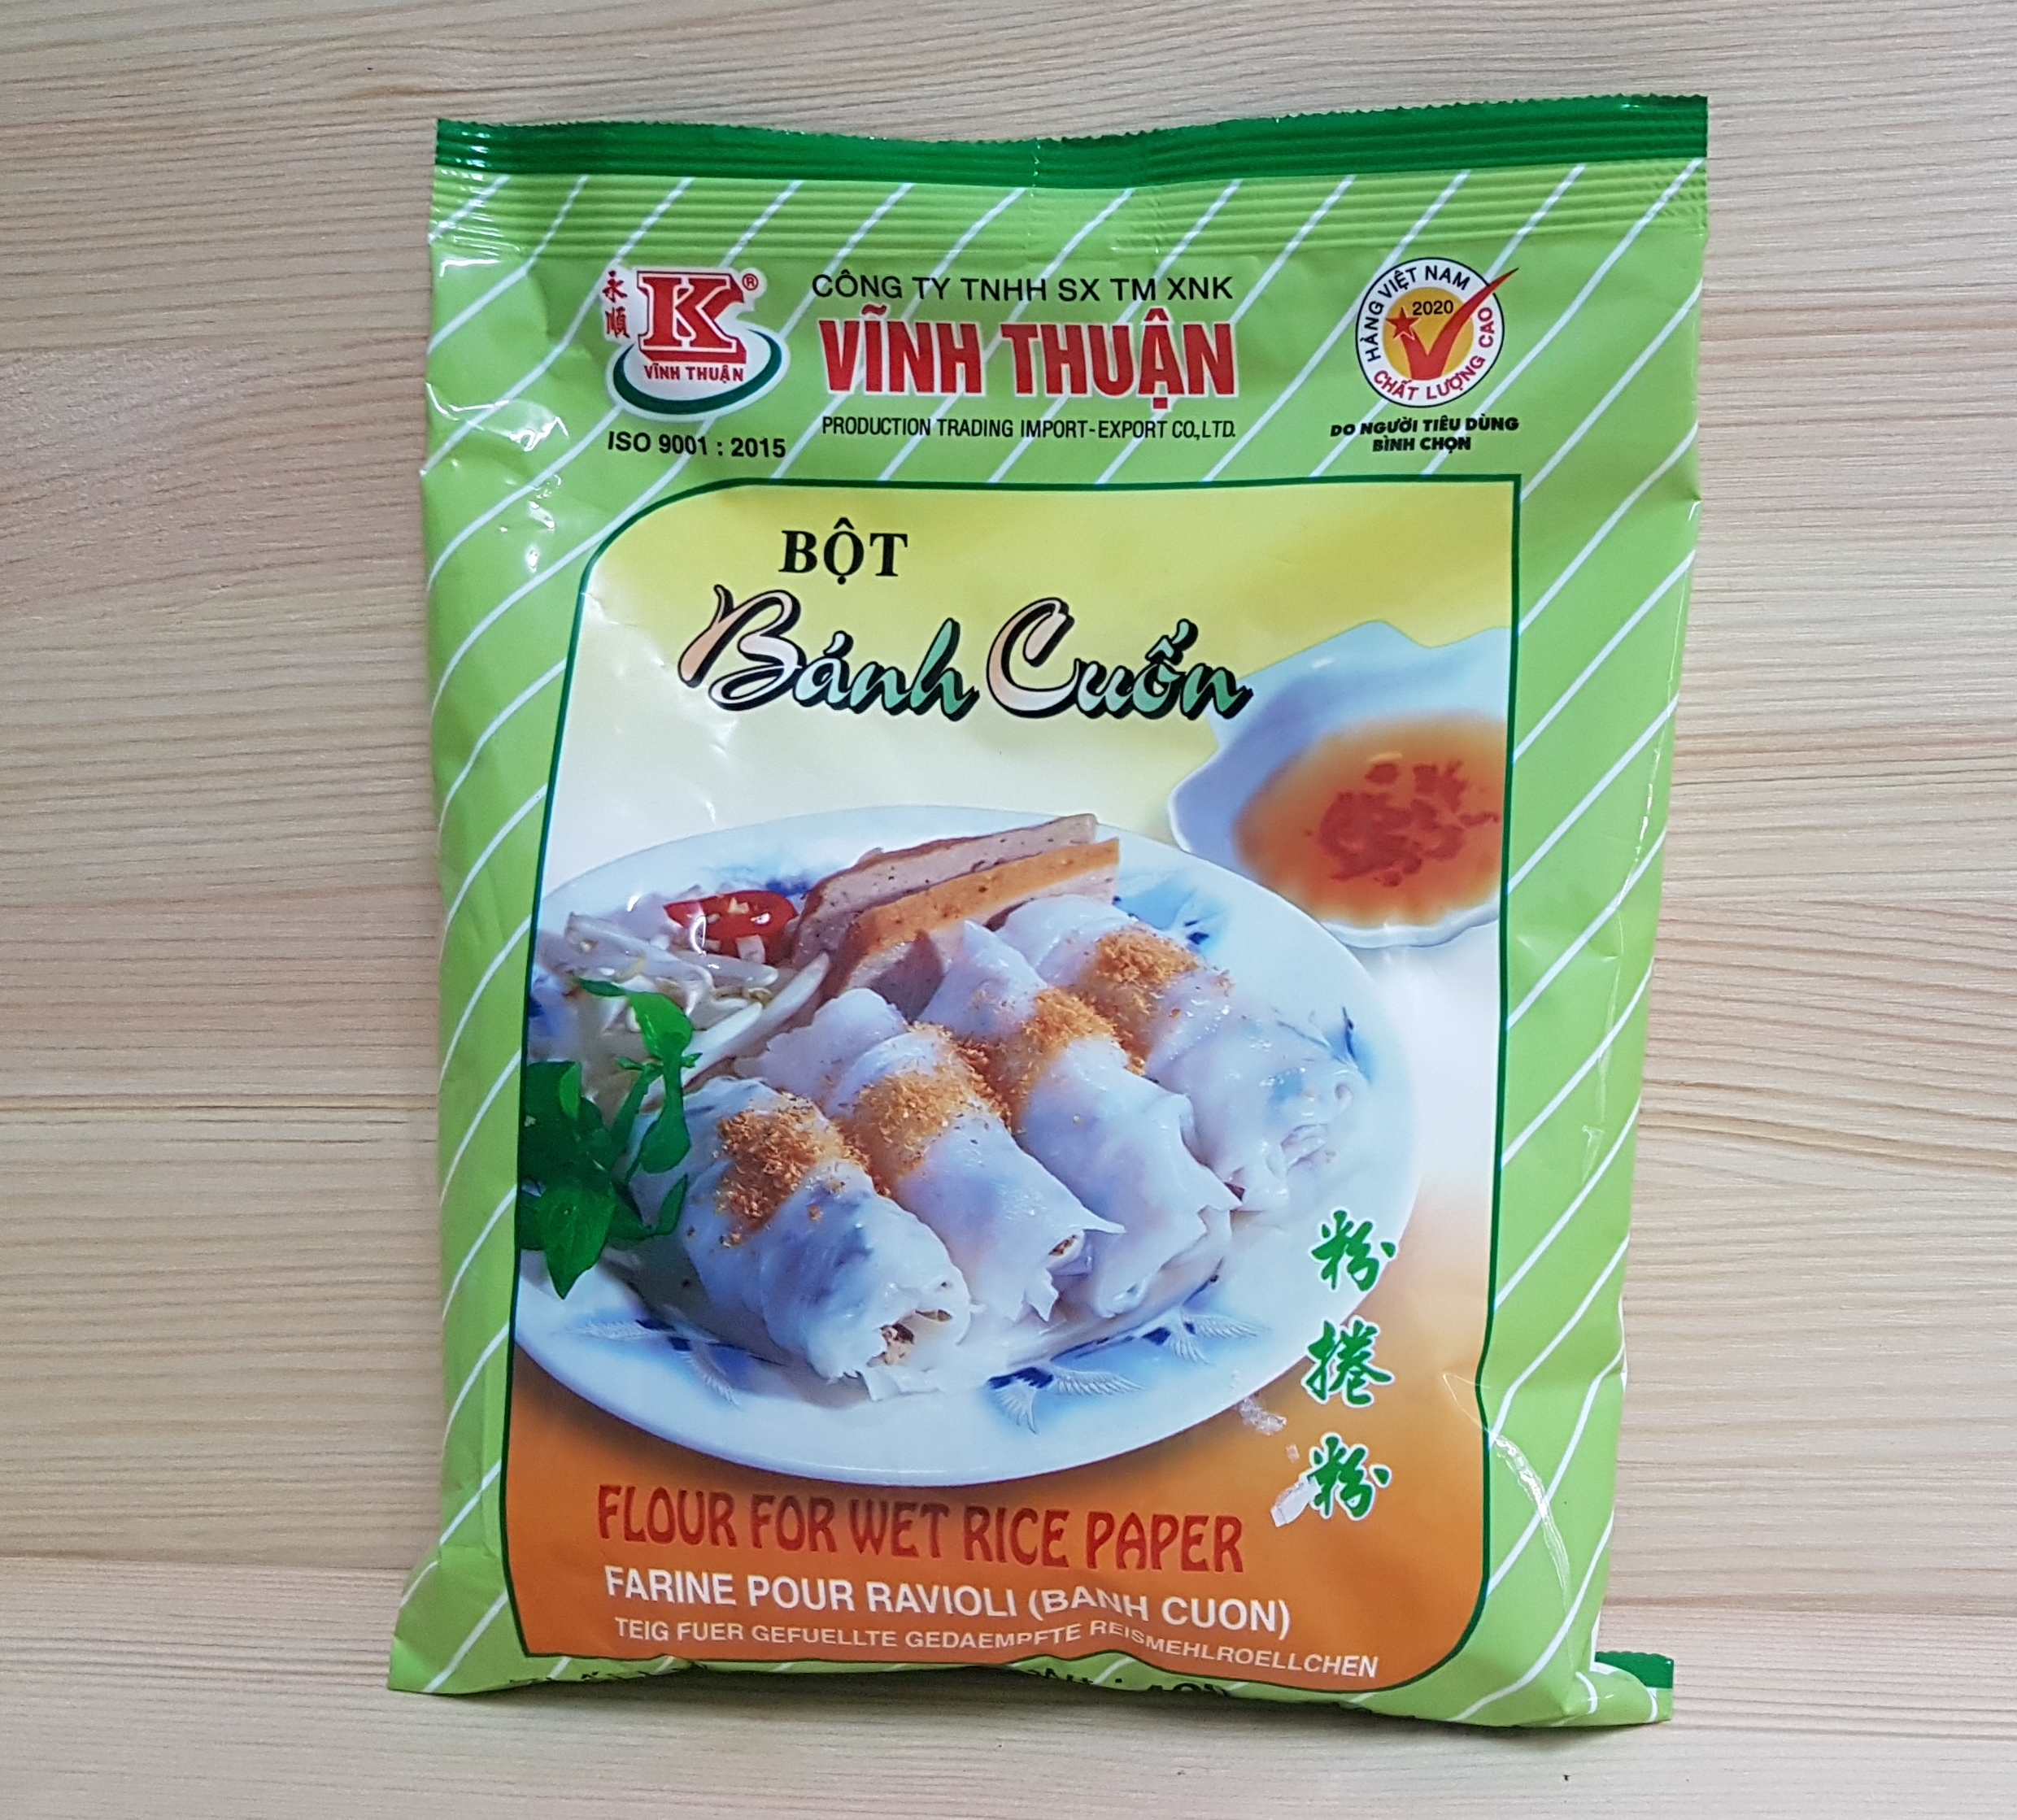 永順
K®
VĨNH THUẬN
ISO 9001 : 2015
CÔNG TY TNHH SX TM XNK
VĨNH THUẬN
PRODUCTION TRADING IMPORT-EXPORT CO.,LTD.
HÀNG VIỆT NAM
2020
CHẤT LƯỢNG CAO
DO NGƯỜI TIÊU DÙNG
BÌNH CHỌN
BỘT
Bánh Cuốn
粉捲粉
FLOUR FOR WET RICE PAPER
FARINE POUR RAVIOLI (BANH CUON)
TEIG FUER GEFUELLTE GEDAEMPFTE REISMEHLROELLCHEN